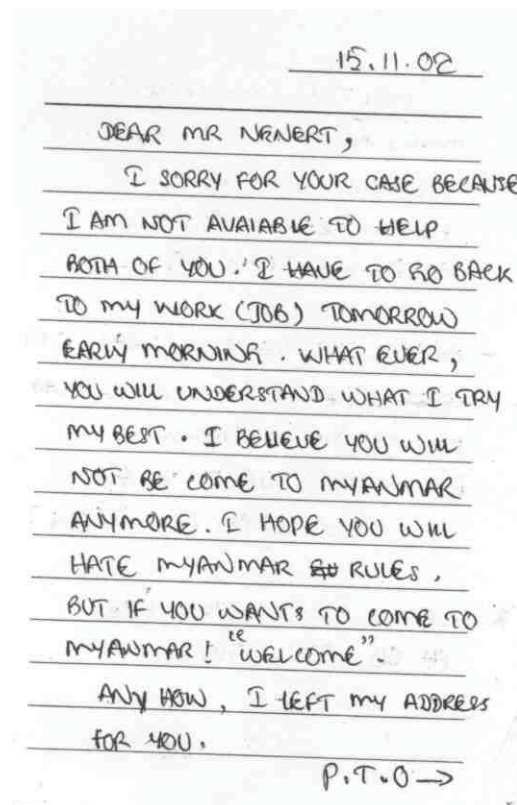 15.11.02
DEAR MR NENERT,
I SORRY FOR YOUR CASE BECAUSE
I AM NOT AVAIABLE TO HELP
BOTH OF YOU. I HAVE TO GO BACK
TO MY WORK (JOB) TOMORROW
EARLY MORNING. WHAT EVER,
YOU WILL UNDERSTAND WHAT I TRY
MY BEST. I BELIEUE YOU WILL
NOT BE COME TO MYANMAR
ANYMORE. I HOPE YOU WILL
HATE MYANMAR RULES.
BUT IF YOU WANTS TO COME TO
MYANMAR! "WELCOME".
ANY HOW, I LEFT MY ADDRESS
FOR YOU.
P.T.O→